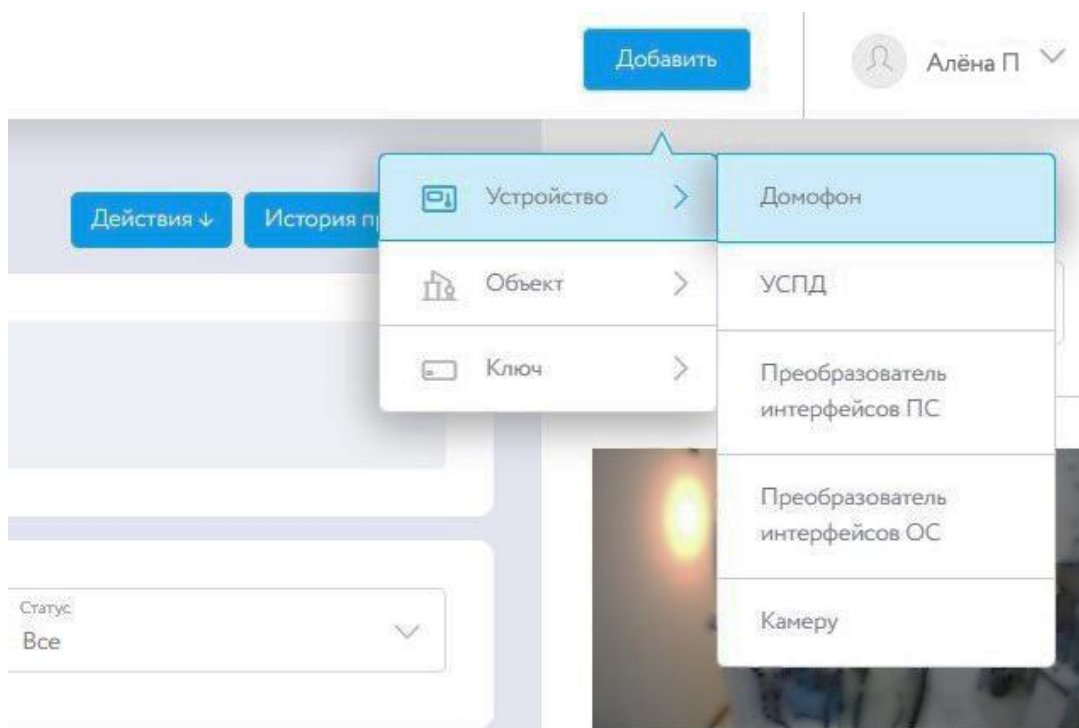 Добавить
Алёна П
Действия ↓
История п
Устройство
Объект
Ключ
Домофон
УСПД
Преобразователь
интерфейсов ПС
Преобразователь
интерфейсов ОС
Камеру
Статус
Все